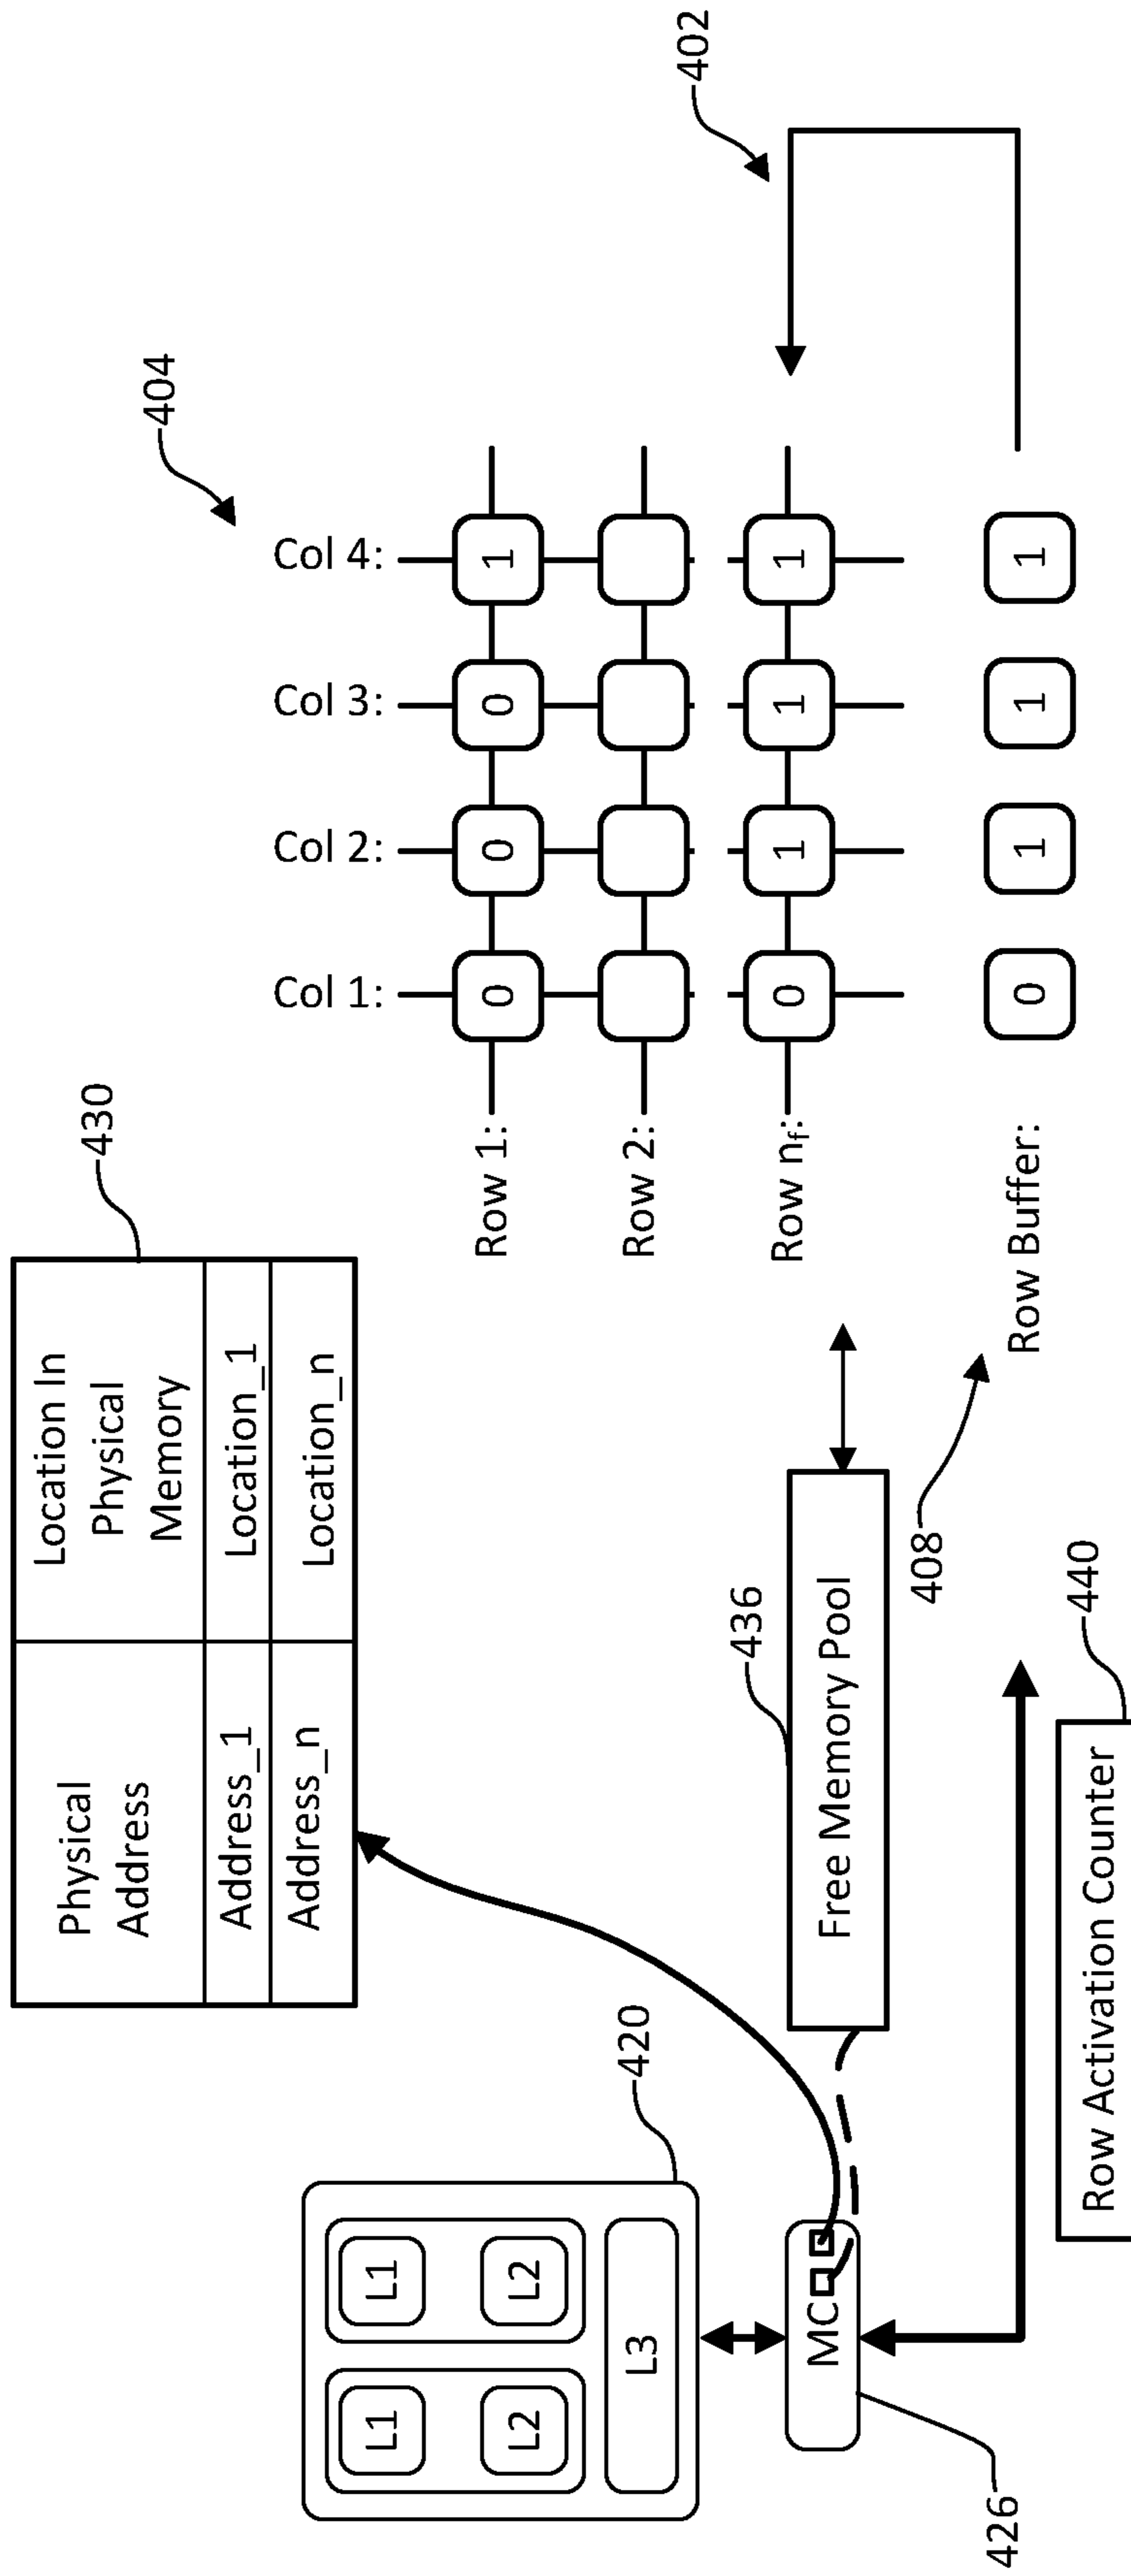 430
Physical Address
Location In Physical Memory
Address_1
Location_1
Address_n
Location_n
404
402
Col 1:
Col 2:
Col 3:
Col 4:
Row 1:
0
0
0
1
Row 2:
Row nf:
0
1
1
1
Row Buffer:
0
1
1
1
408
420
L1
L1
L2
L2
L3
MC
426
436
Free Memory Pool
440
Row Activation Counter